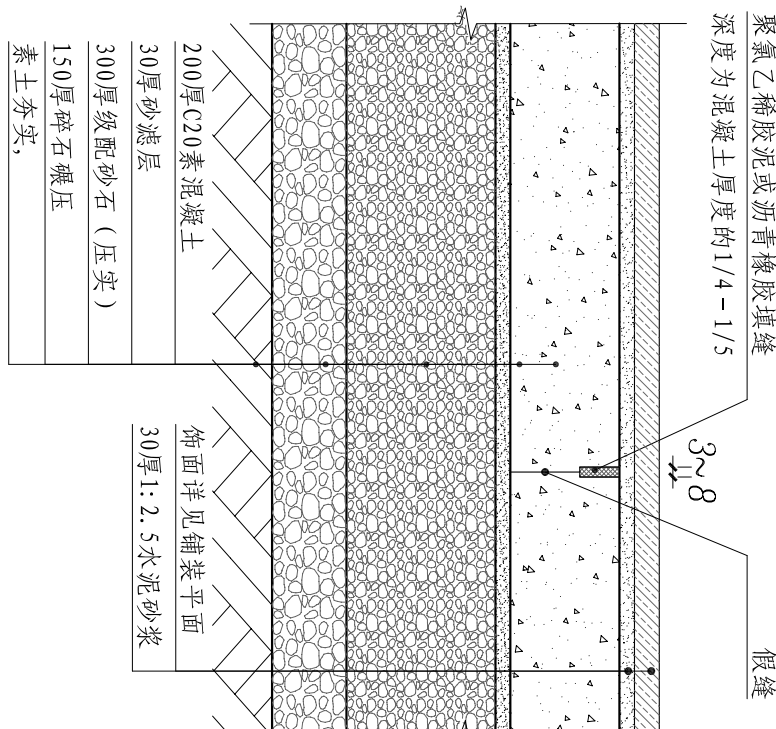 聚氯乙稀胶泥或沥青橡胶填缝
深度为混凝土厚度的1/4-1/5
3~8
假缝
200厚C20素混凝土
30厚砂滤层
300厚级配砂石(压实)
150厚碎石碾压
素土夯实,
饰面详见铺装平面
30厚1:2.5水泥砂浆